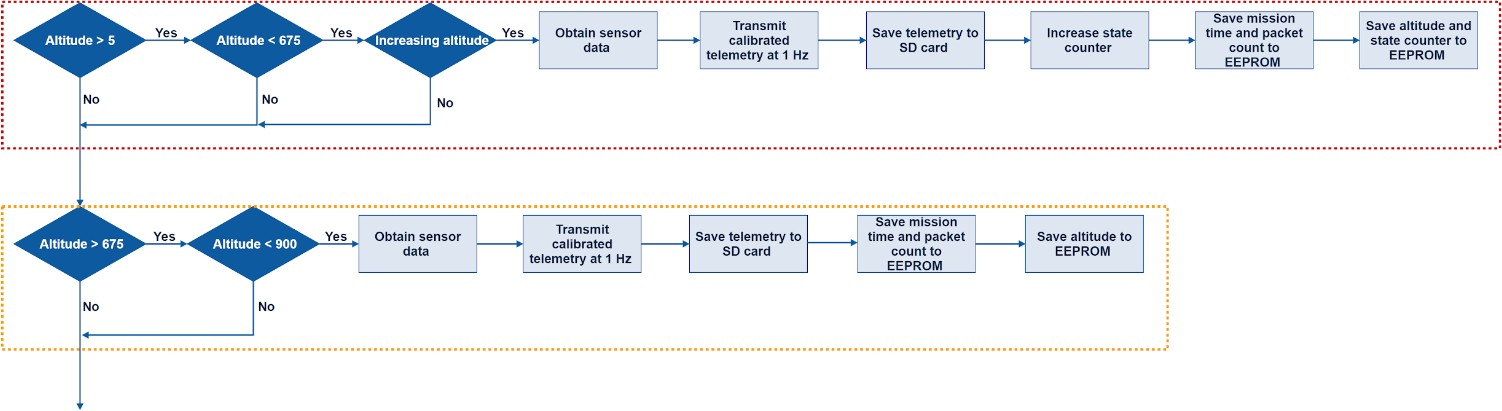 Altitude > 5
Yes
Altitude < 675
Yes
Increasing altitude
Yes
Obtain sensor
data
Transmit
calibrated
telemetry at 1 Hz
Save telemetry to
SD card
Increase state
counter
Save mission
time and packet
count to
EEPROM
Save altitude and
state counter to
EEPROM
No
No
No
Altitude > 675
Yes
Altitude < 900
Yes
Obtain sensor
data
Transmit
calibrated
telemetry at 1 Hz
Save telemetry to
SD card
Save mission
time and packet
count to
EEPROM
Save altitude to
EEPROM
No
No